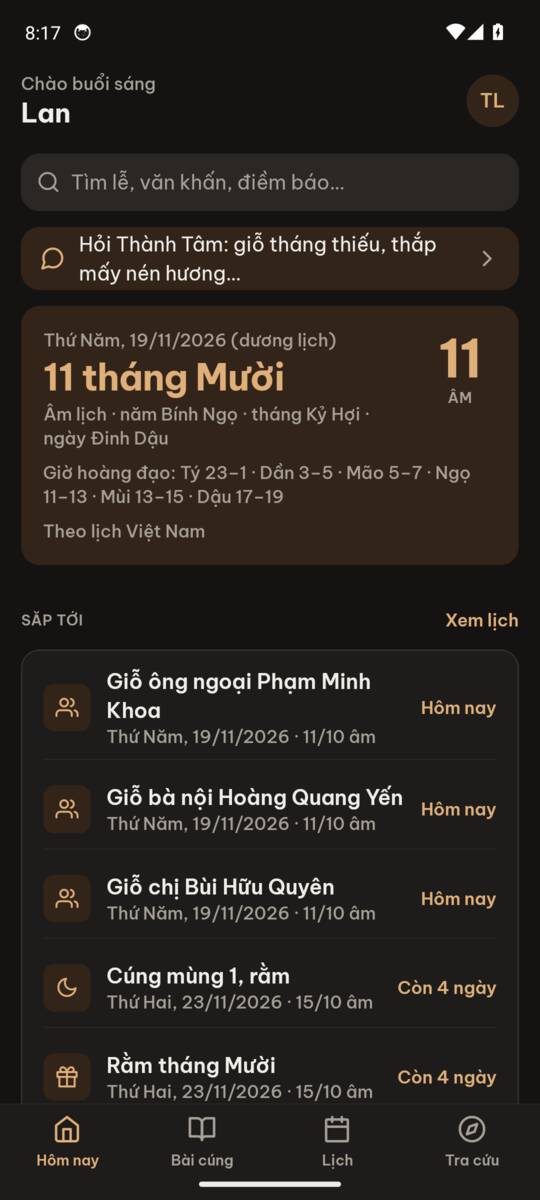 8:17
Chào buổi sáng
Lan
TL
Tìm lễ, văn khấn, điềm báo...
Hỏi Thành Tâm: giỗ tháng thiếu, thắp
mấy nén hương...
Thứ Năm, 19/11/2026 (dương lịch)
11 tháng Mười
11
ÂM
Âm lịch · năm Bính Ngọ · tháng Kỷ Hợi ·
ngày Đinh Dậu
Giờ hoàng đạo: Tý 23–1 · Dần 3–5 · Mão 5–7 · Ngọ
11–13 · Mùi 13–15 · Dậu 17–19
Theo lịch Việt Nam
SẮP TỚI
Xem lịch
Giỗ ông ngoại Phạm Minh
Khoa
Hôm nay
Thứ Năm, 19/11/2026 · 11/10 âm
Giỗ bà nội Hoàng Quang Yến
Hôm nay
Thứ Năm, 19/11/2026 · 11/10 âm
Giỗ chị Bùi Hữu Quyên
Hôm nay
Thứ Năm, 19/11/2026 · 11/10 âm
Cúng mùng 1, rằm
Còn 4 ngày
Thứ Hai, 23/11/2026 · 15/10 âm
Rằm tháng Mười
Còn 4 ngày
Thứ Hai, 23/11/2026 · 15/10 âm
Hôm nay
Bài cúng
Lịch
Tra cứu